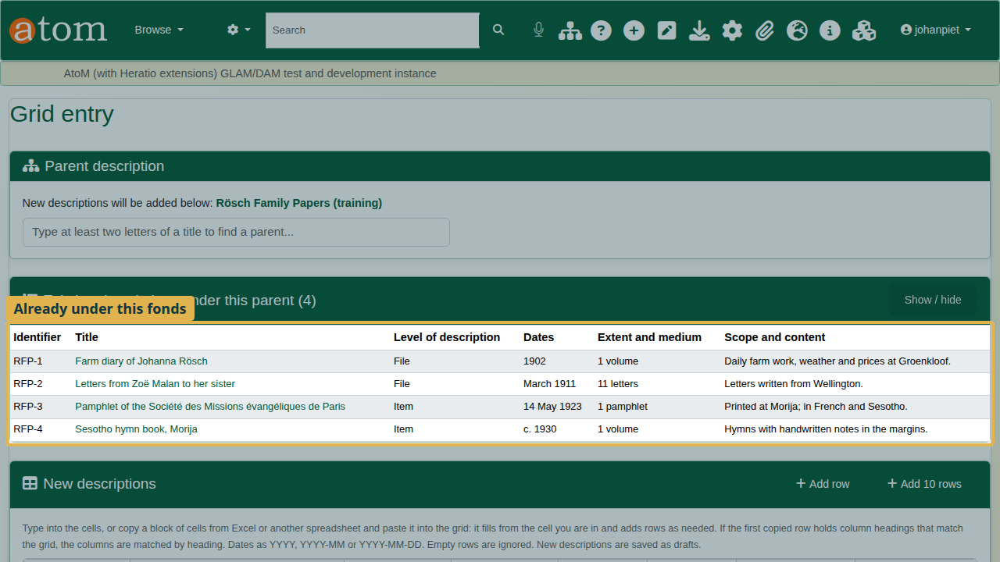 atom
Browse
Search
johanpiet
AtoM (with Heratio extensions) GLAM/DAM test and development instance
Grid entry
Parent description
New descriptions will be added below: Rösch Family Papers (training)
Type at least two letters of a title to find a parent...
under this parent (4)
Show / hide
Already under this fonds
Identifier Title Level of description Dates Extent and medium Scope and content
RFP-1 Farm diary of Johanna Rösch File 1902 1 volume Daily farm work, weather and prices at Groenkloof.
RFP-2 Letters from Zoë Malan to her sister File March 1911 11 letters Letters written from Wellington.
RFP-3 Pamphlet of the Société des Missions évangéliques de Paris Item 14 May 1923 1 pamphlet Printed at Morija; in French and Sesotho.
RFP-4 Sesotho hymn book, Morija Item c. 1930 1 volume Hymns with handwritten notes in the margins.
New descriptions
+ Add row
+ Add 10 rows
Type into the cells, or copy a block of cells from Excel or another spreadsheet and paste it into the grid: it fills from the cell you are in and adds rows as needed. If the first copied row holds column headings that match
the grid, the columns are matched by heading. Dates as YYYY, YYYY-MM or YYYY-MM-DD. Empty rows are ignored. New descriptions are saved as drafts.